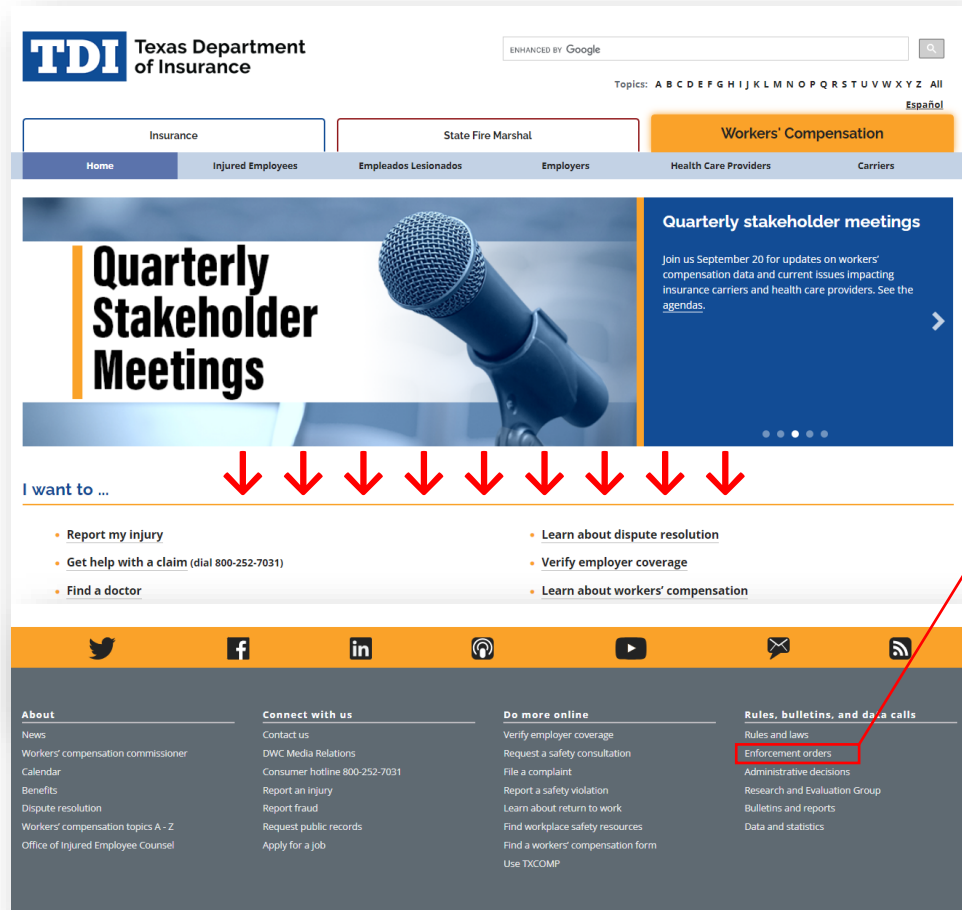 TDI Texas Department
of Insurance
ENHANCED BY Google
Topics: A B C D E F G H I J K L M N O P Q R S T U V W X Y Z All
Español
Insurance
State Fire Marshal
Workers' Compensation
Home
Injured Employees
Empleados Lesionados
Employers
Health Care Providers
Carriers
Quarterly
Stakeholder
Meetings
Quarterly stakeholder meetings
Join us September 20 for updates on workers'
compensation data and current issues impacting
insurance carriers and health care providers. See the
agendas.
I want to ...
Report my injury
Get help with a claim (dial 800-252-7031)
Find a doctor
Learn about dispute resolution
Verify employer coverage
Learn about workers' compensation
About
News
Workers' compensation commissioner
Calendar
Benefits
Dispute resolution
Workers' compensation topics A - Z
Office of Injured Employee Counsel
Connect with us
Contact us
DWC Media Relations
Consumer hotline 800-252-7031
Report an injury
Report fraud
Request public records
Apply for a job
Do more online
Verify employer coverage
Request a safety consultation
File a complaint
Report a safety violation
Learn about return to work
Find workplace safety resources
Find a workers' compensation form
Use TXCOMP
Rules, bulletins, and data calls
Rules and laws
Enforcement orders
Administrative decisions
Research and Evaluation Group
Bulletins and reports
Data and statistics